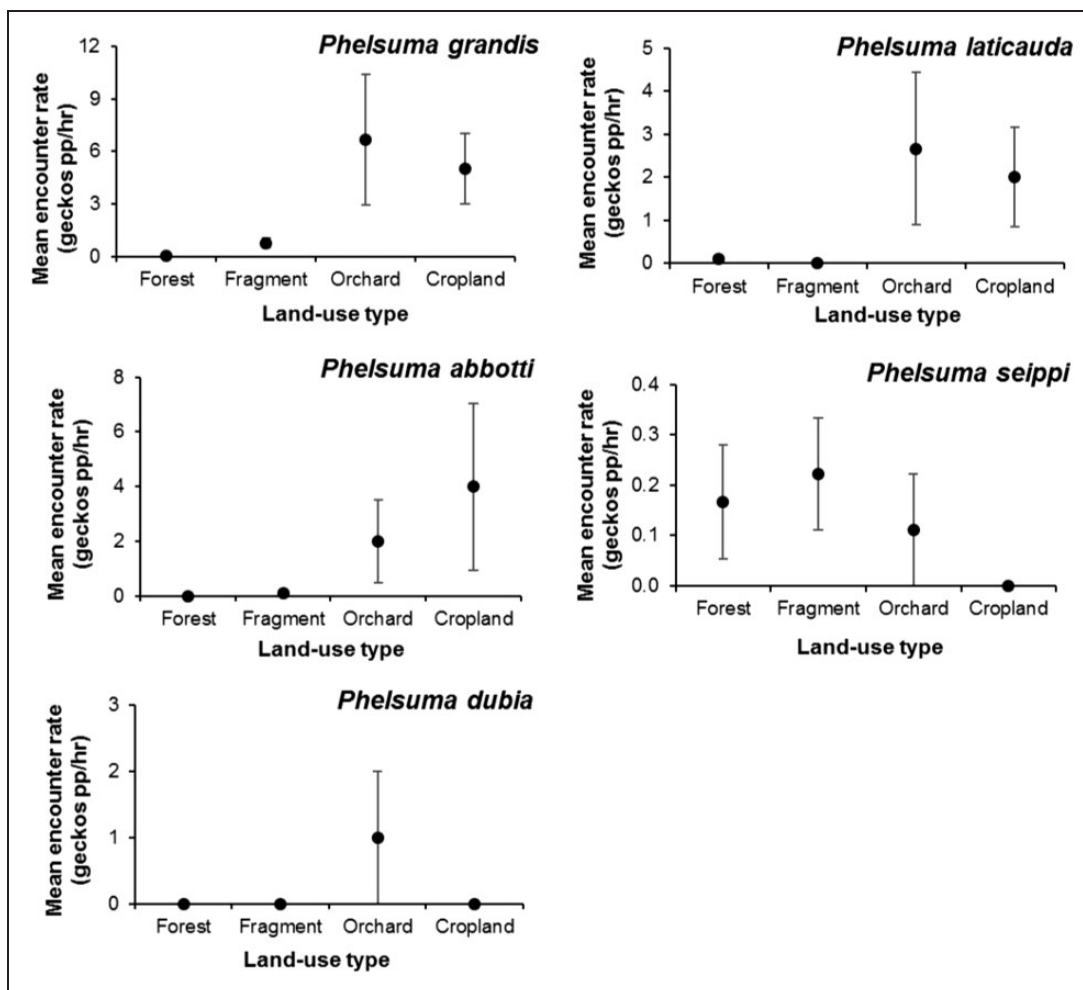 Phelsuma grandis
Mean encounter rate
(geckos pp/hr)
12
9
6
3
0
Forest
Fragment
Orchard
Cropland
Land-use type
Phelsuma laticauda
Mean encounter rate
(geckos pp/hr)
5
4
3
2
1
0
Forest
Fragment
Orchard
Cropland
Land-use type
Phelsuma abbotti
Mean encounter rate
(geckos pp/hr)
8
6
4
2
0
Forest
Fragment
Orchard
Cropland
Land-use type
Phelsuma seippi
Mean encounter rate
(geckos pp/hr)
0.4
0.3
0.2
0.1
0.0
Forest
Fragment
Orchard
Cropland
Land-use type
Phelsuma dubia
Mean encounter rate
(geckos pp/hr)
3
2
1
0
Forest
Fragment
Orchard
Cropland
Land-use type